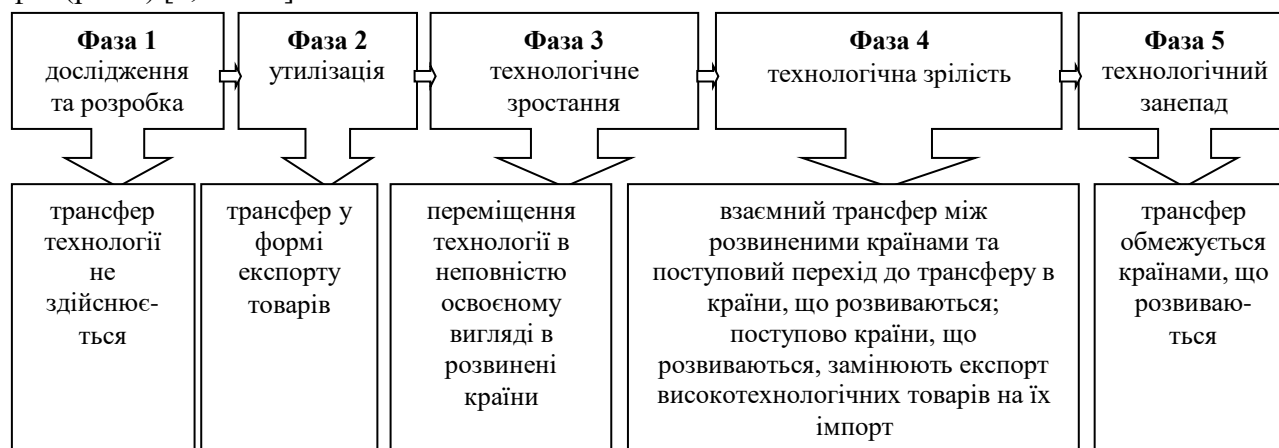 Фаза 1
дослідження
та розробка
Фаза 2
утилізація
Фаза 3
технологічне
зростання
Фаза 4
технологічна зрілість
Фаза 5
технологічний
занепад
трансфер
технології
не
здійснює-
ться
трансфер у
формі
експорту
товарів
переміщення
технології в
неповністю
освоєному
вигляді в
розвинені
країни
взаємний трансфер між
розвиненими країнами та
поступовий перехід до трансферу в
країни, що розвиваються;
поступово країни, що
розвиваються, замінюють експорт
високотехнологічних товарів на їх
імпорт
трансфер
обмежується
країнами, що
розвиваю-
ться